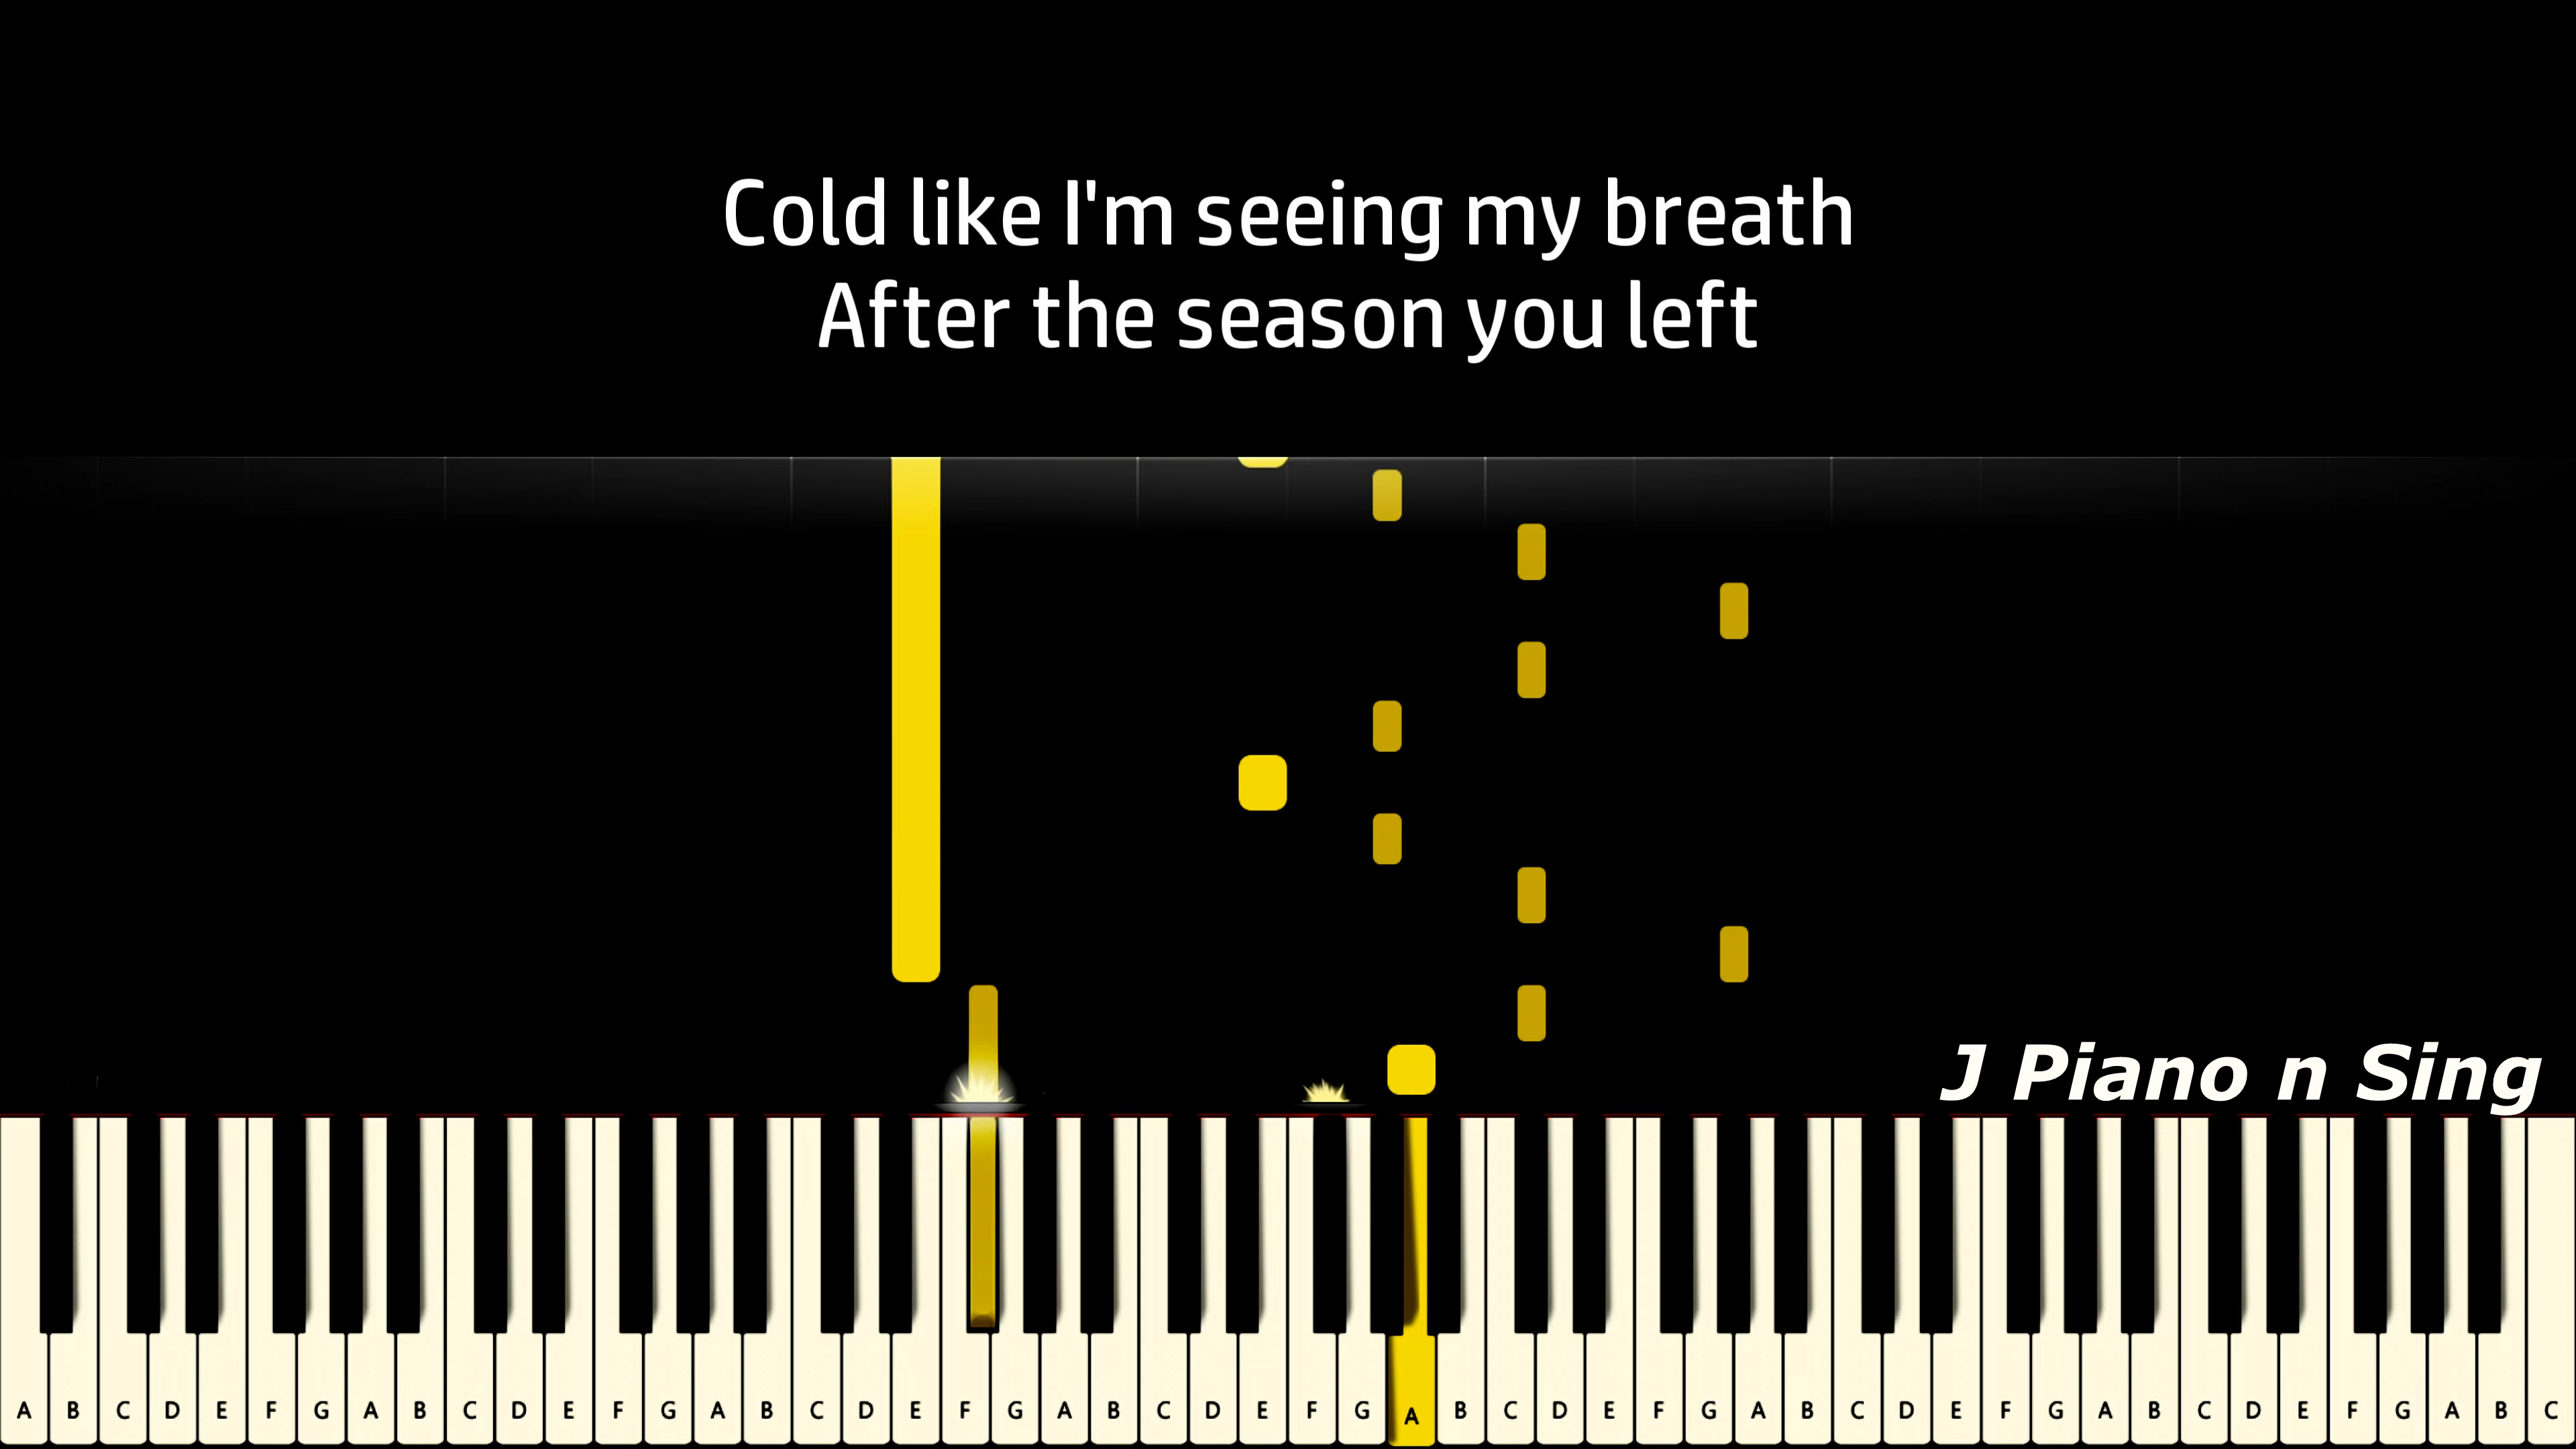 Cold like I'm seeing my breath
After the season you left
J Piano n Sing
A B C D E F G A B C D E F G A B C D E F G A B C D E F G A B C D E F G A B C D E F G A B C D E F G A B C